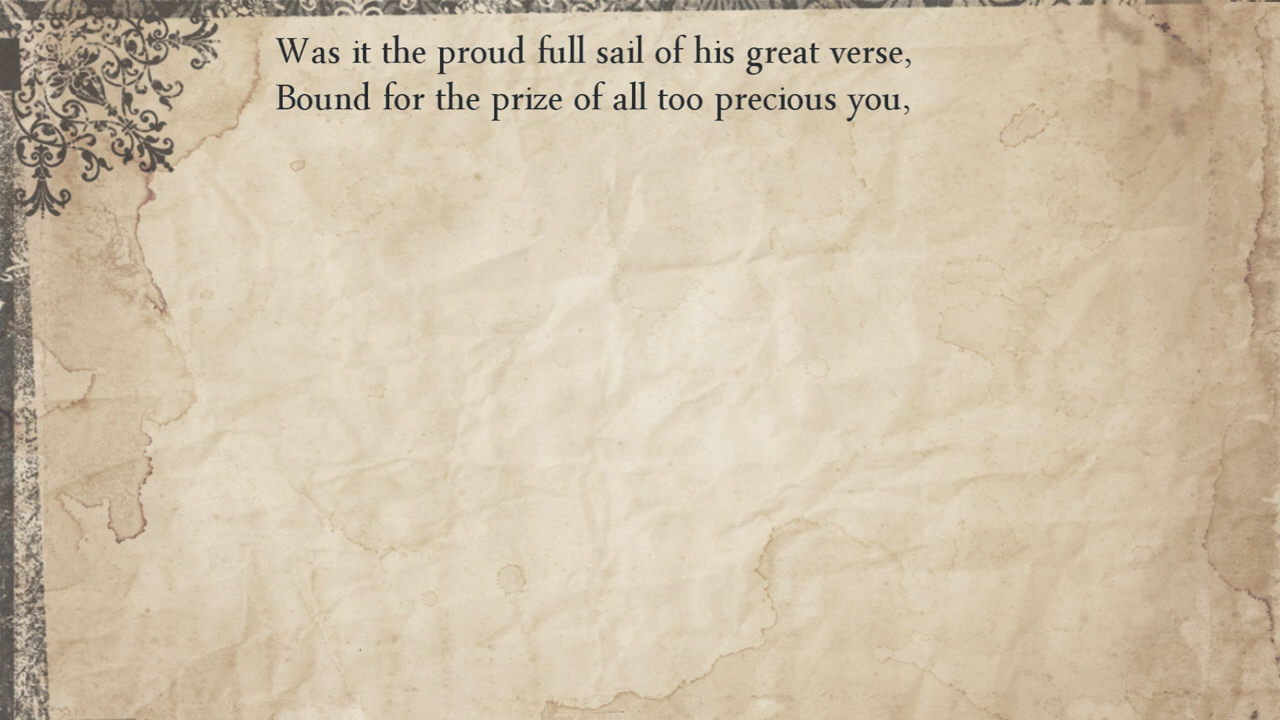 Was it the proud full sail of his great verse,
Bound for the prize of all too precious you,